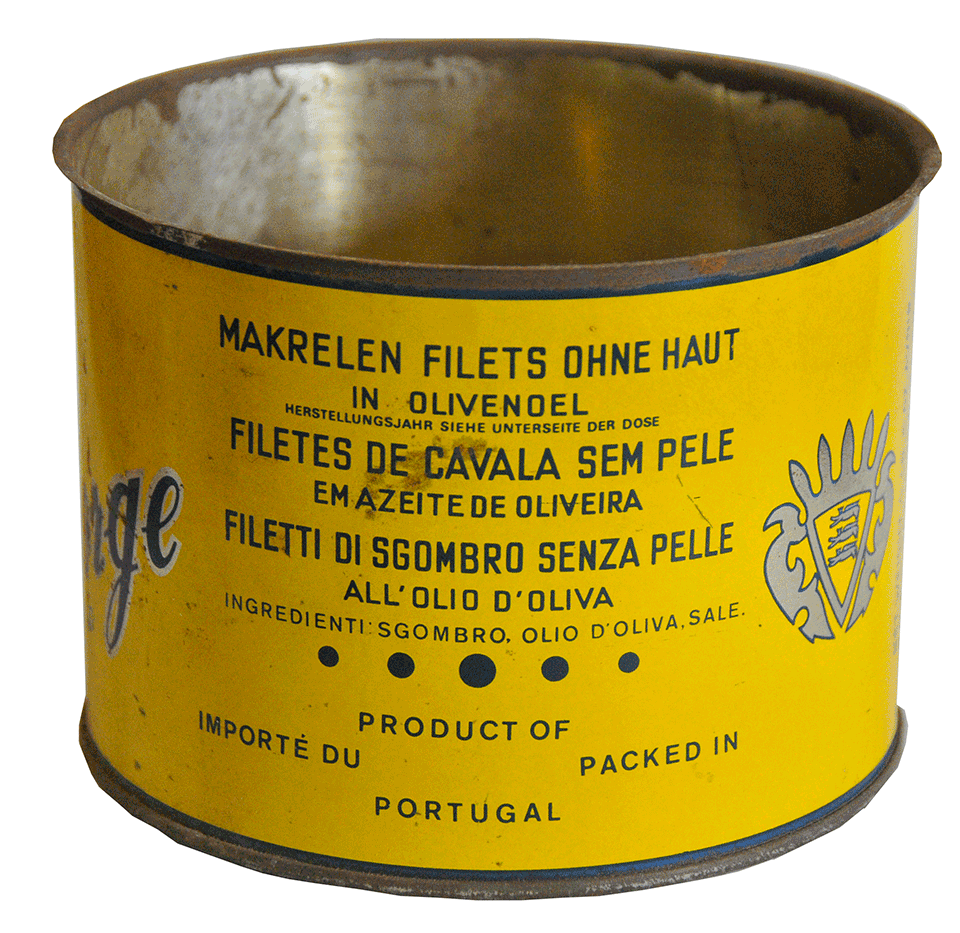 MAKRELEN FILETS OHNE HAUT
IN OLIVENOEL
HERSTELLUNGSJAHR SIEHE UNTERSEITE DER DOSE
FILETES DE CAVALA SEM PELE
EM AZEITE DE OLIVEIRA
FILETTI DI SGOMBRO SENZA PELLE
ALL'OLIO D'OLIVA
INGREDIENTI: SGOMBRO, OLIO D'OLIVA, SALE.
IMPORTÉ DU PRODUCT OF PACKED IN
PORTUGAL